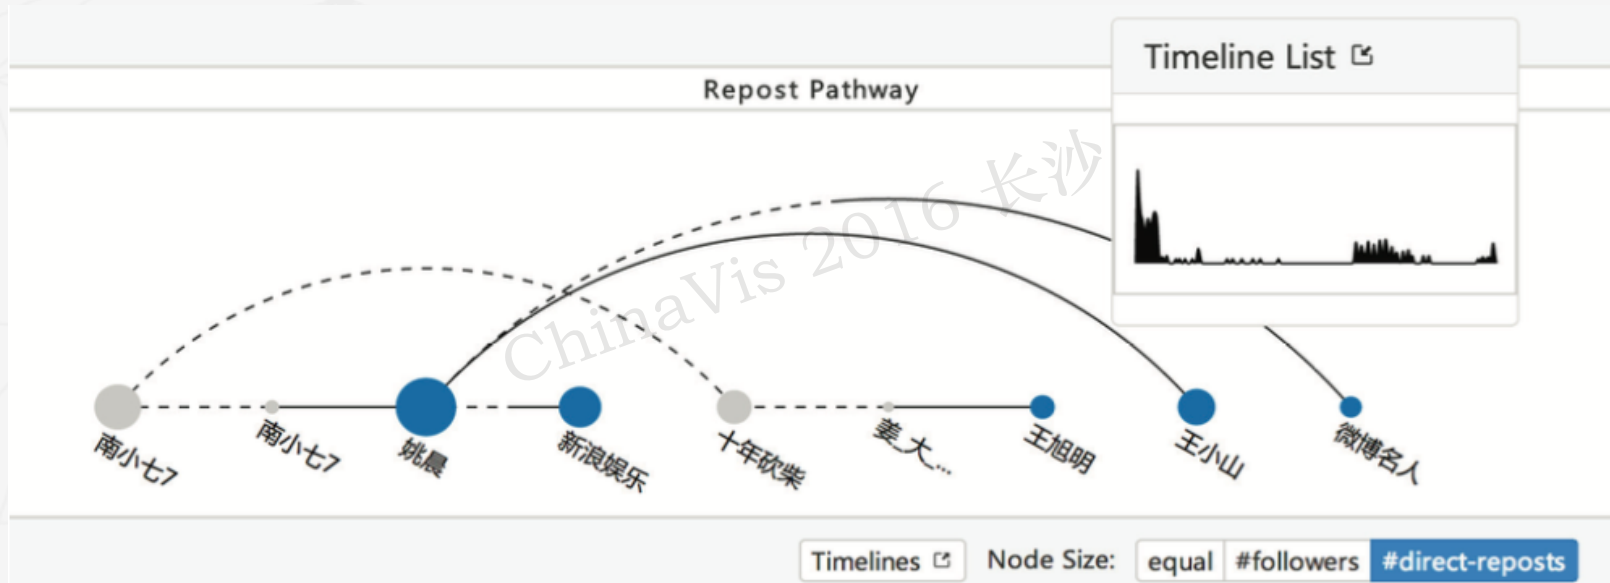 Timeline List
Repost Pathway
ChinaVis 2016 长沙
南小七7
南小七7
姚晨
新浪娱乐
十年砍柴
姜_大_...
王旭明
王小山
微博名人
Timelines
Node Size:
equal
#followers
#direct-reposts